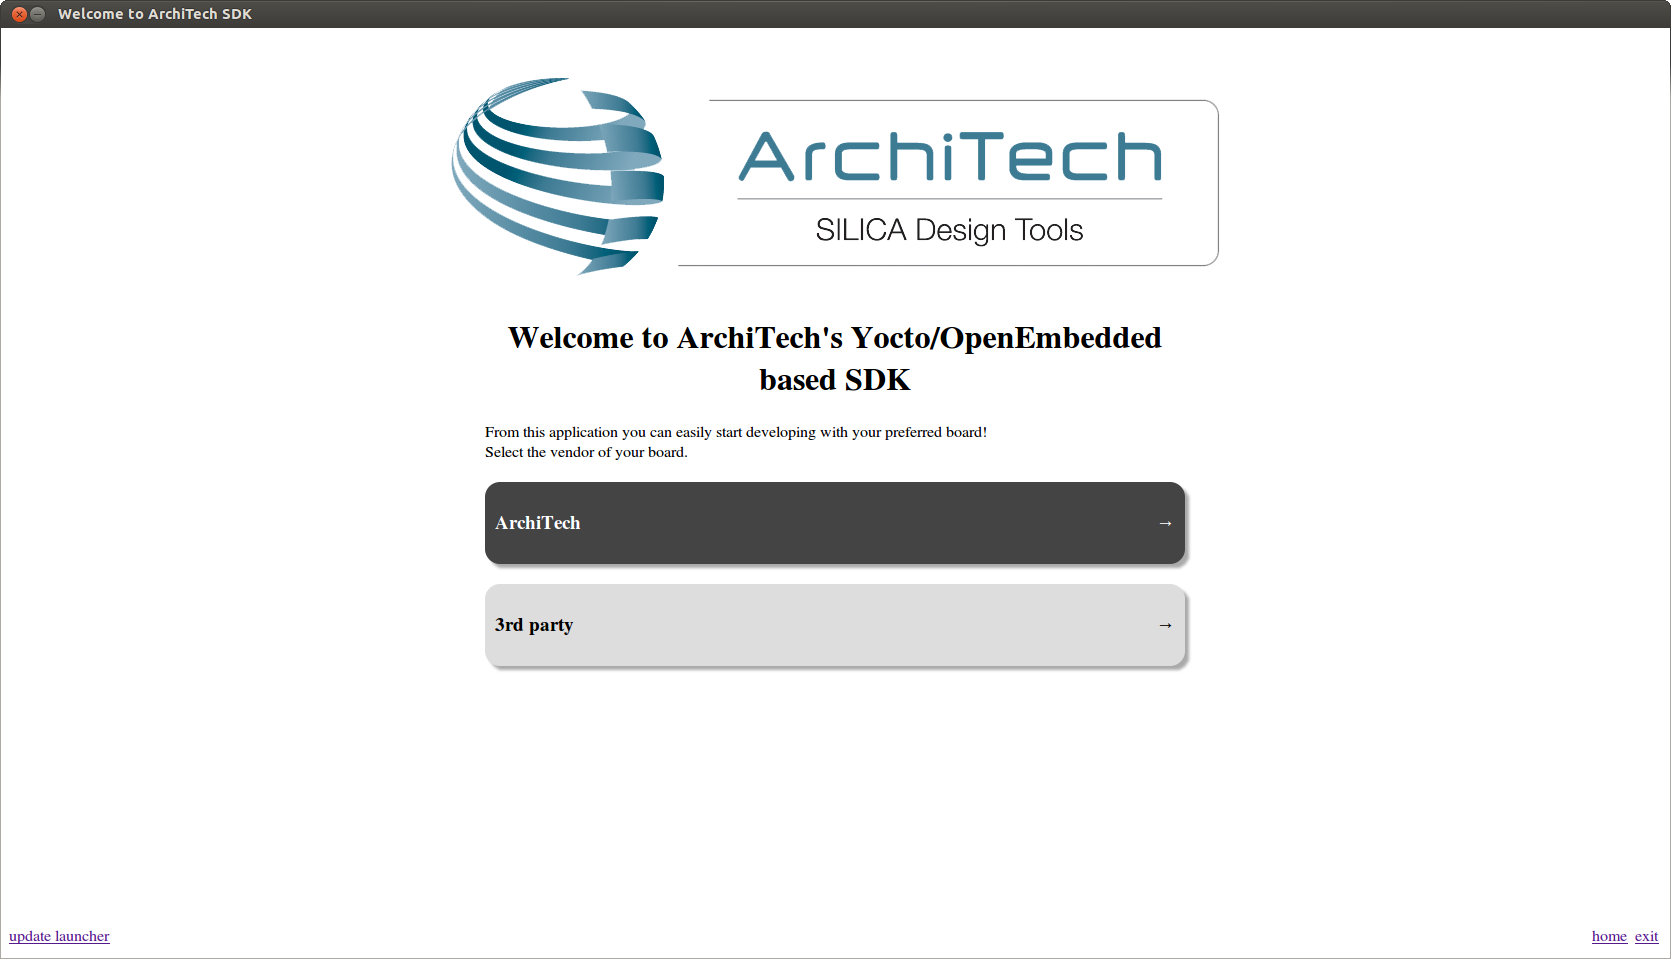 Welcome to ArchiTech SDK
ArchiTech
SILICA Design Tools
Welcome to ArchiTech's Yocto/OpenEmbedded
based SDK
From this application you can easily start developing with your preferred board!
Select the vendor of your board.
ArchiTech →
3rd party →
update launcher
home exit